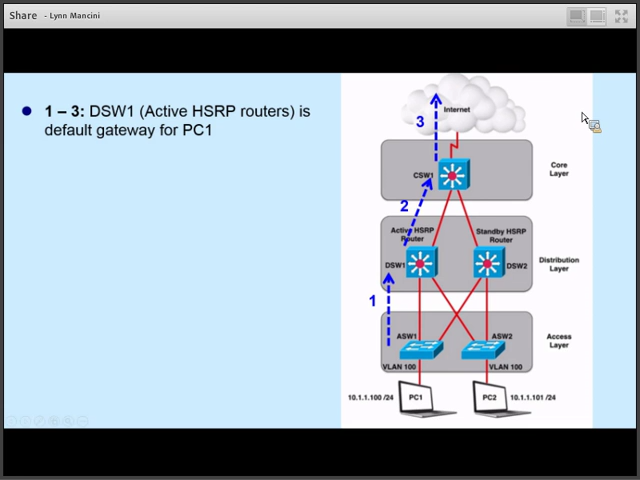 Share - Lynn Mancini
● 1 – 3: DSW1 (Active HSRP routers) is
default gateway for PC1
Internet
3
Core
Layer
CSW1
2
Active HSRP
Router
Standby HSRP
Router
DSW1
DSW2
Distribution
Layer
1
ASW1
ASW2
Access
Layer
VLAN 100
VLAN 100
10.1.1.100 /24
PC1
PC2
10.1.1.101 /24